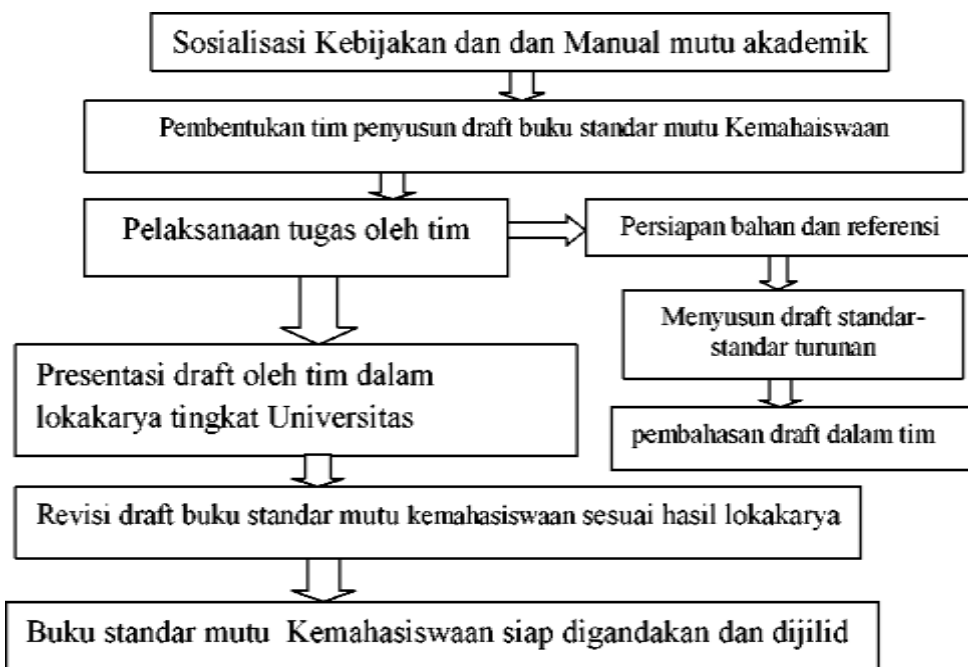 Sosialisasi Kebijakan dan dan Manual mutu akademik
Pembentukan tim penyusun draft buku standar mutu Kemahaiswaan
Pelaksanaan tugas oleh tim
Persiapan bahan dan referensi
Menyusun draft standar-
standar turunan
pembahasan draft dalam tim
Presentasi draft oleh tim dalam
lokakarya tingkat Universitas
Revisi draft buku standar mutu kemahasiswaan sesuai hasil lokakarya
Buku standar mutu Kemahasiswaan siap digandakan dan dijilid